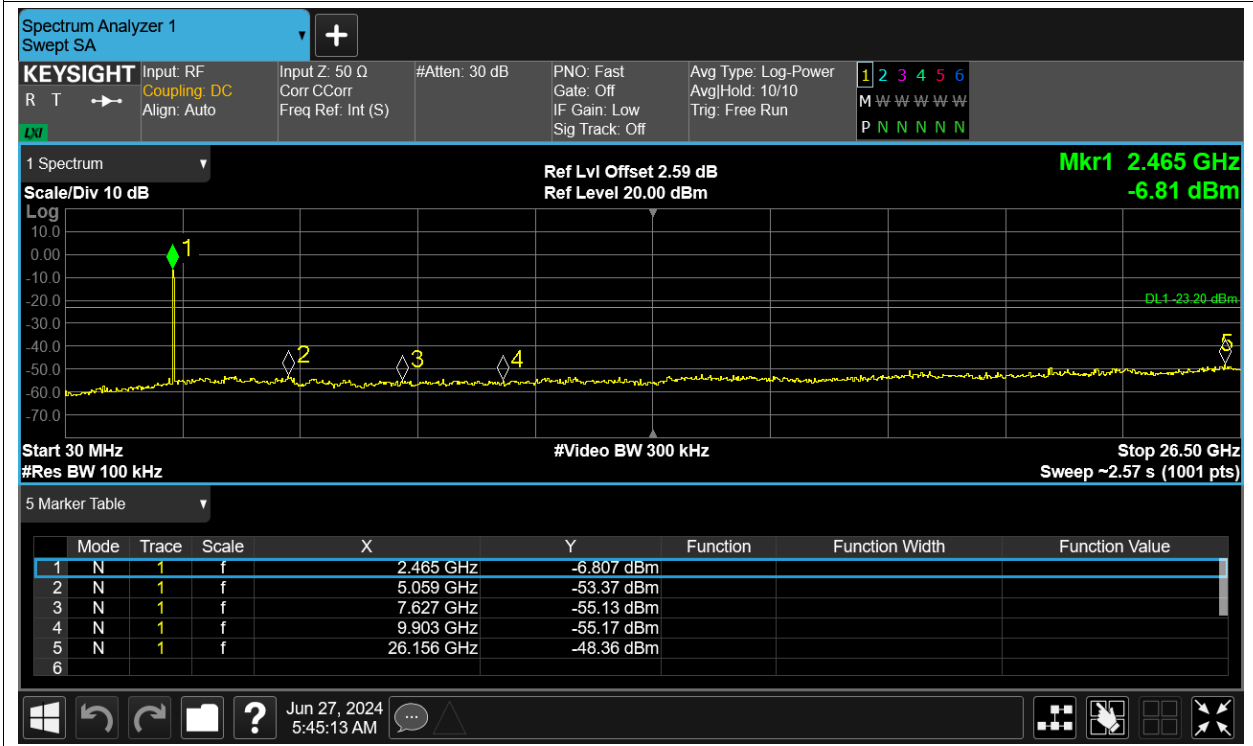 Spectrum Analyzer 1
Swept SA
+
KEYSIGHT Input: RF Input Z: 50 Ω #Atten: 30 dB PNO: Fast Avg Type: Log-Power 1 2 3 4 5 6
R T Coupling: DC Corr CCorr Gate: Off Avg|Hold: 10/10 M W W W W W
Align: Auto Freq Ref: Int (S) IF Gain: Low Trig: Free Run
LXI Sig Track: Off P N N N N N
1 Spectrum Ref Lvl Offset 2.59 dB Mkr1 2.465 GHz
Scale/Div 10 dB Ref Level 20.00 dBm -6.81 dBm
Log
10.0
0.00 1
-10.0
-20.0 DL1 -23.20 dBm
-30.0
-40.0 2 3 4 5
-50.0
-60.0
-70.0
Start 30 MHz #Video BW 300 kHz Stop 26.50 GHz
#Res BW 100 kHz Sweep ~2.57 s (1001 pts)
5 Marker Table
Mode Trace Scale X Y Function Function Width Function Value
1 N 1 f 2.465 GHz -6.807 dBm
2 N 1 f 5.059 GHz -53.37 dBm
3 N 1 f 7.627 GHz -55.13 dBm
4 N 1 f 9.903 GHz -55.17 dBm
5 N 1 f 26.156 GHz -48.36 dBm
6
? Jun 27, 2024
5:45:13 AM